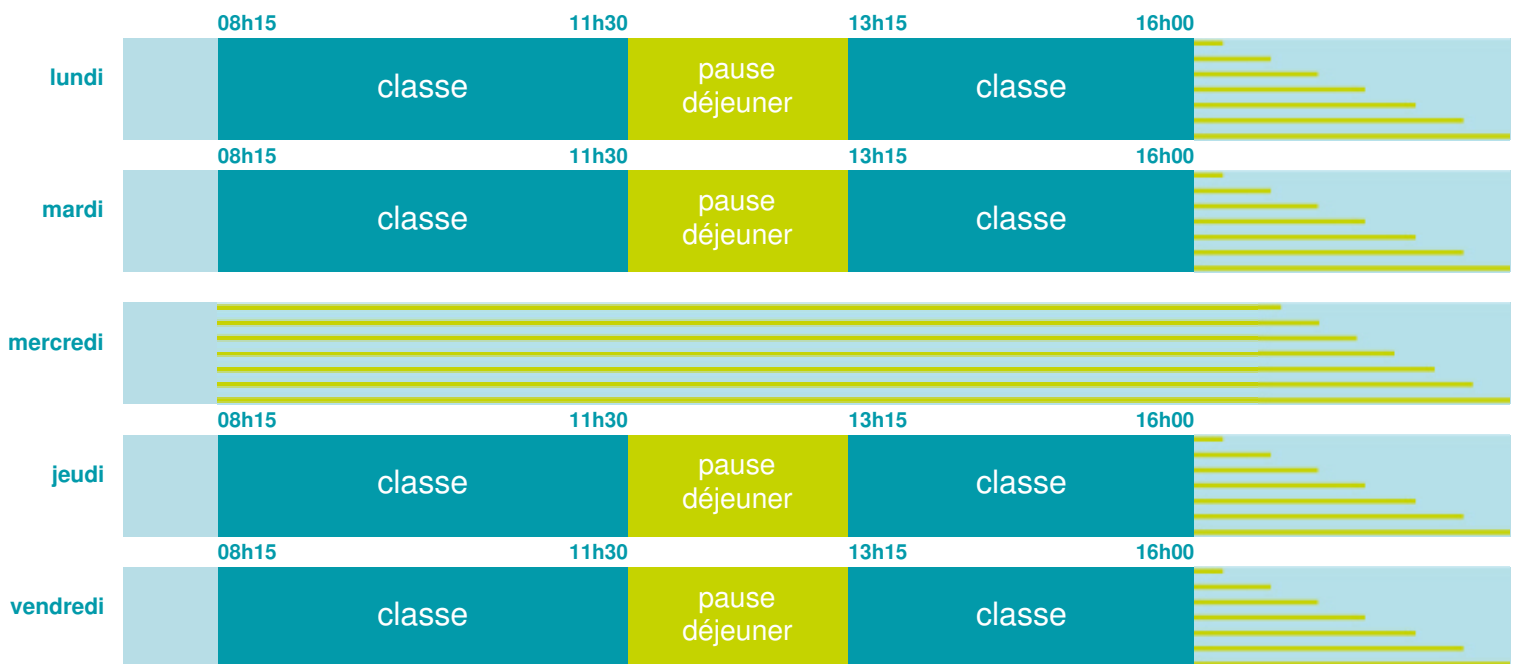 08h15 11h30 13h15 16h00
lundi classe pause déjeuner classe
08h15 11h30 13h15 16h00
mardi classe pause déjeuner classe
mercredi
08h15 11h30 13h15 16h00
jeudi classe pause déjeuner classe
08h15 11h30 13h15 16h00
vendredi classe pause déjeuner classe